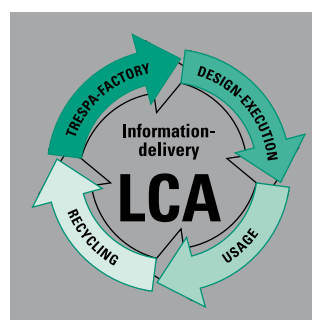 TRESPA-FACTORY
DESIGN-EXECUTION
Information-
delivery
LCA
RECYCLING
USAGE